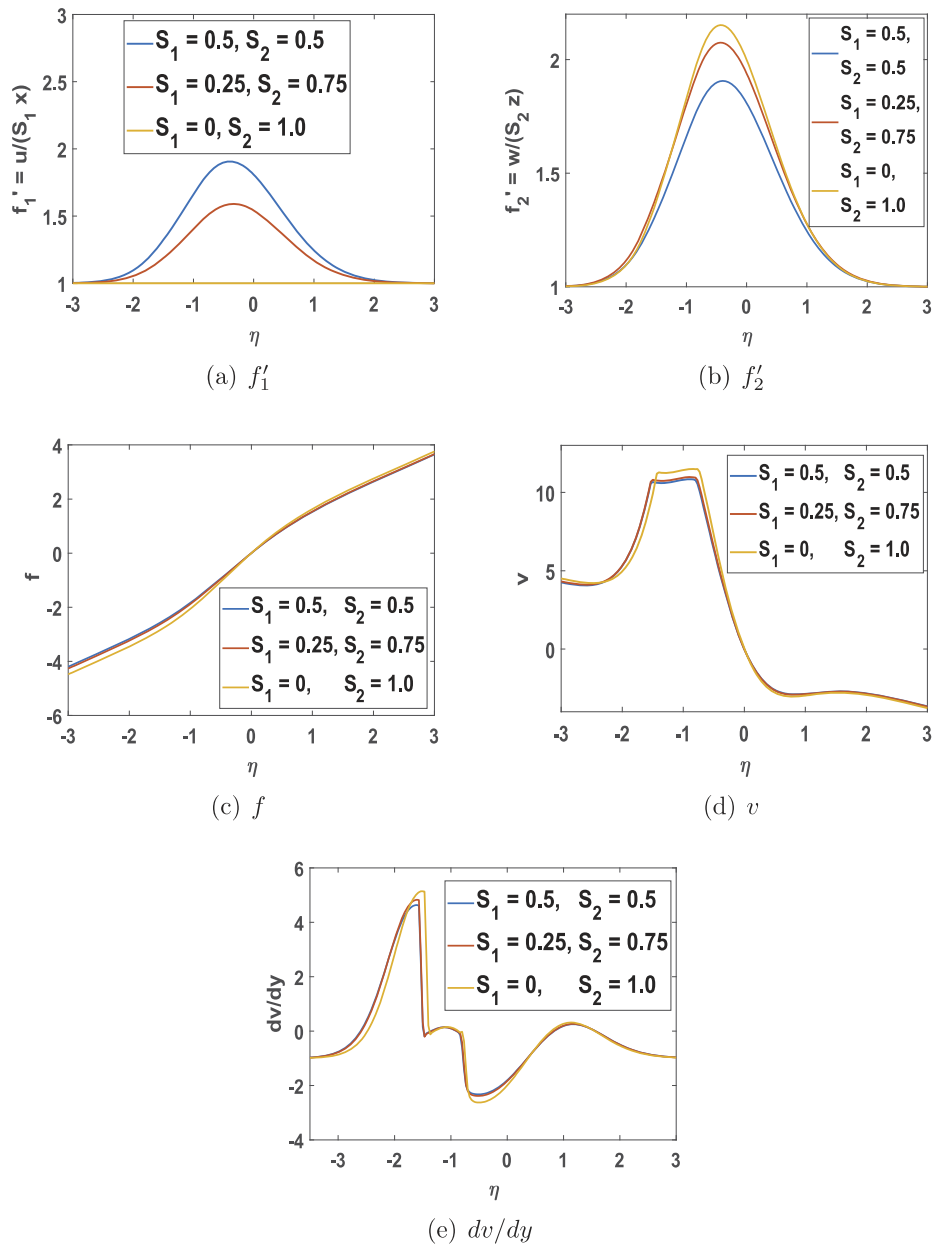 3
2.5
2
1.5
1
-3 -2 -1 0 1 2 3
f₁' = u/(S₁ x)
η
S₁ = 0.5, S₂ = 0.5
S₁ = 0.25, S₂ = 0.75
S₁ = 0, S₂ = 1.0
(a) f′₁
2
1.5
1
-3 -2 -1 0 1 2 3
f₂' = w/(S₂ z)
η
S₁ = 0.5,
S₂ = 0.5
S₁ = 0.25,
S₂ = 0.75
S₁ = 0,
S₂ = 1.0
(b) f′₂
4
2
0
-2
-4
-6
-3 -2 -1 0 1 2 3
f
η
S₁ = 0.5, S₂ = 0.5
S₁ = 0.25, S₂ = 0.75
S₁ = 0, S₂ = 1.0
(c) f
10
5
0
-3 -2 -1 0 1 2 3
v
η
S₁ = 0.5, S₂ = 0.5
S₁ = 0.25, S₂ = 0.75
S₁ = 0, S₂ = 1.0
(d) v
6
4
2
0
-2
-4
-3 -2 -1 0 1 2 3
dv/dy
η
S₁ = 0.5, S₂ = 0.5
S₁ = 0.25, S₂ = 0.75
S₁ = 0, S₂ = 1.0
(e) dv/dy